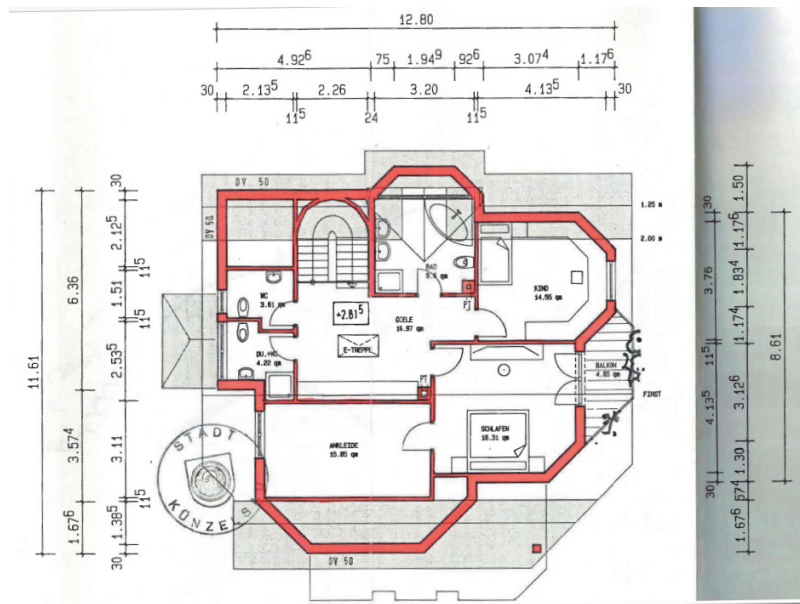 12.80
4.92⁶ 75 1.94⁹ 92⁶ 3.07⁴ 1.17⁶
30 2.13⁵ 2.26 3.20 4.13⁵ 30
11⁵ 24 11⁵
DV 50
DV 50
1.25 m
2.00 m
BAD
WC
3.61 qm
+2.81⁵
DIELE
16.97 qm
E-TREPPE
PT
KIND
14.55 qm
DU.+WC
4.22 qm
PT
BALKON
4.65 qm
FIRST
SCHLAFEN
18.31 qm
ANKLEIDE
15.85 qm
STADT
KÜNZELS
DV 50
11.61
6.36
3.57⁴
1.67⁶
30
2.12⁵
11⁵
1.51
11⁵
2.53⁵
3.11
11⁵
1.38⁵
30
30
3.76
11⁵
4.13⁵
30
1.50
1.17⁶
1.83⁴
1.17⁴
3.12⁶
1.30
57⁴
1.67⁶
8.61